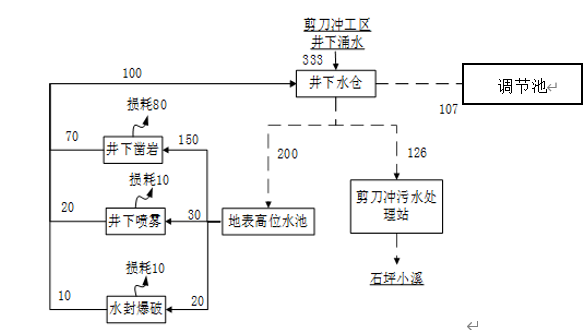 剪刀冲工区
井下涌水
333
100
井下水仓
调节池
107
损耗80
70
150
井下凿岩
200
126
损耗10
20
30
井下喷雾
地表高位水池
剪刀冲污水处
理站
损耗10
石坪小溪
10
20
水封爆破